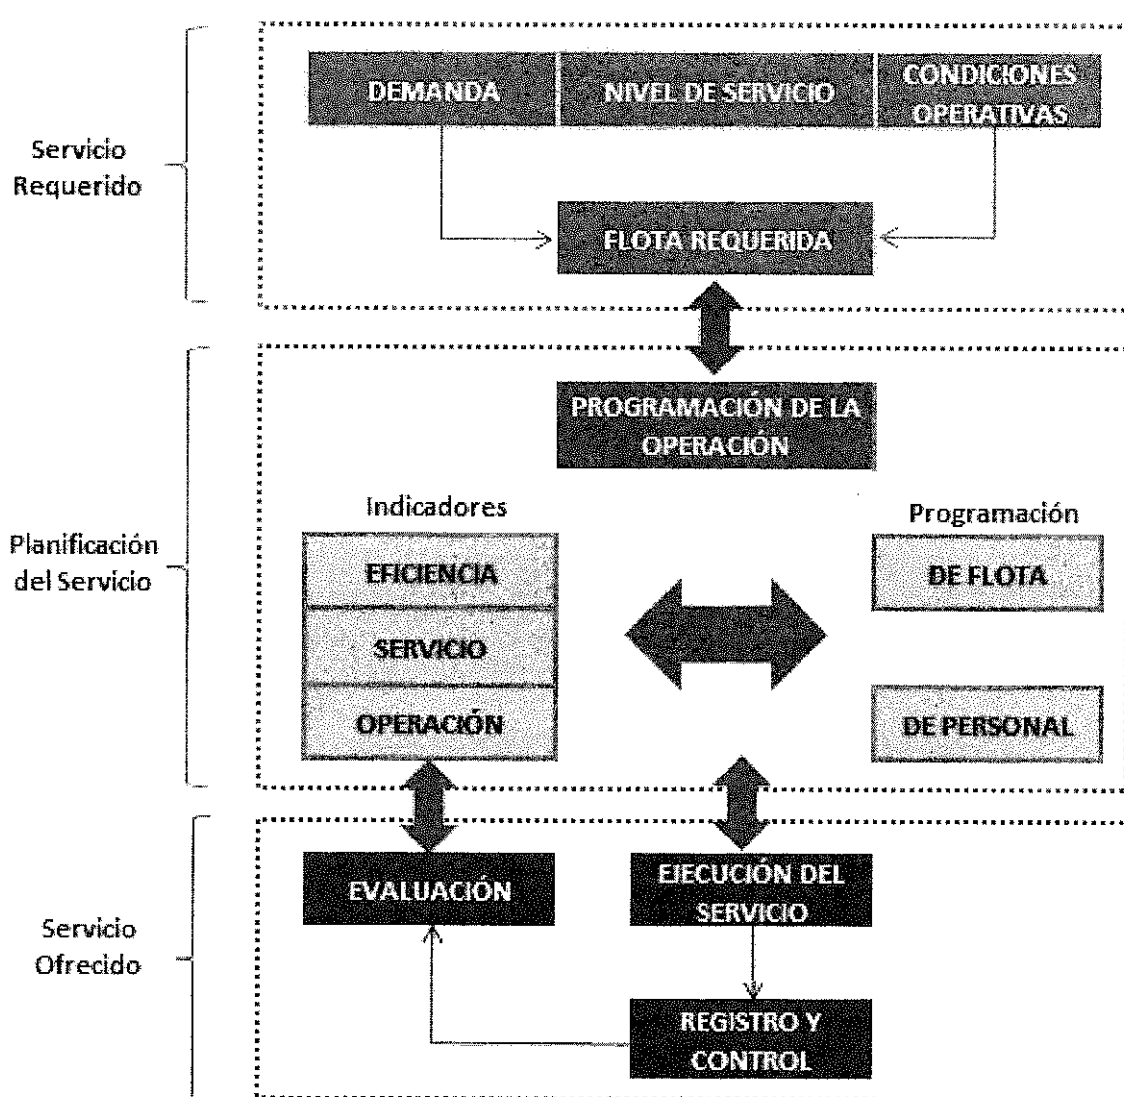 DEMANDA
NIVEL DE SERVICIO
CONDICIONES
OPERATIVAS
Servicio
Requerido
FLOTA REQUERIDA
PROGRAMACIÓN DE LA
OPERACIÓN
Planificación
del Servicio
Indicadores
EFICIENCIA
SERVICIO
OPERACIÓN
Programación
DE FLOTA
DE PERSONAL
Servicio
Ofrecido
EVALUACIÓN
EJECUCIÓN DEL
SERVICIO
REGISTRO Y
CONTROL